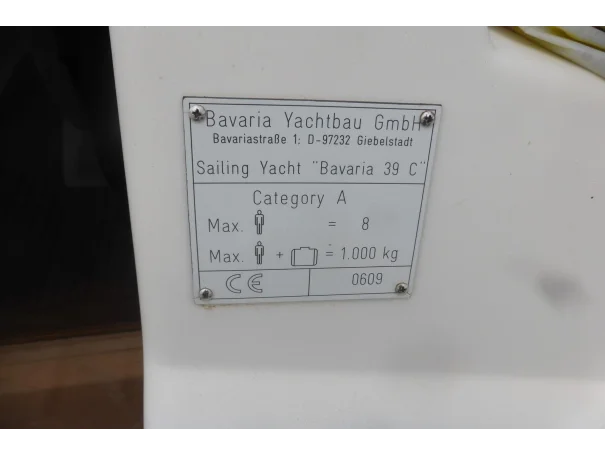 Bavaria Yachtbau GmbH
Bavariastraße 1: D-97232 Giebelstadt
Sailing Yacht "Bavaria 39 C"
Category A
Max. = 8
Max. + = 1.000 kg
CE 0609